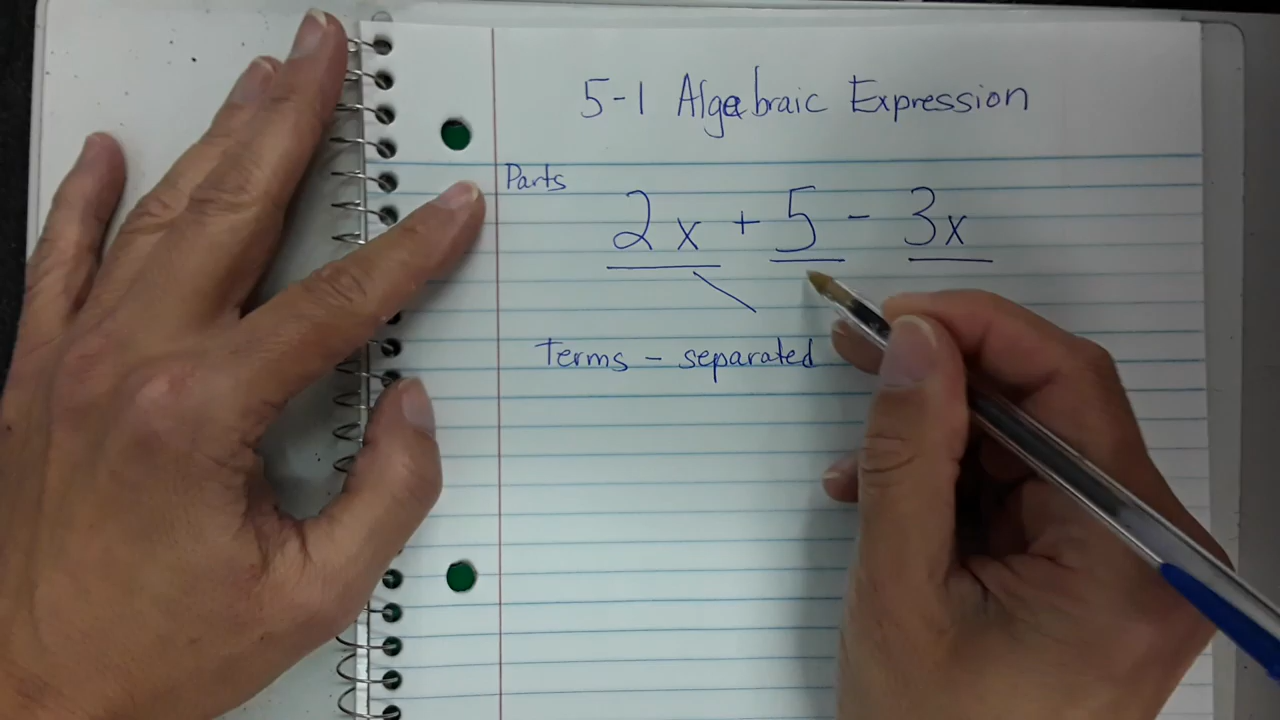 5-1 Algebraic Expression
Parts
2x + 5 - 3x
Terms - separated